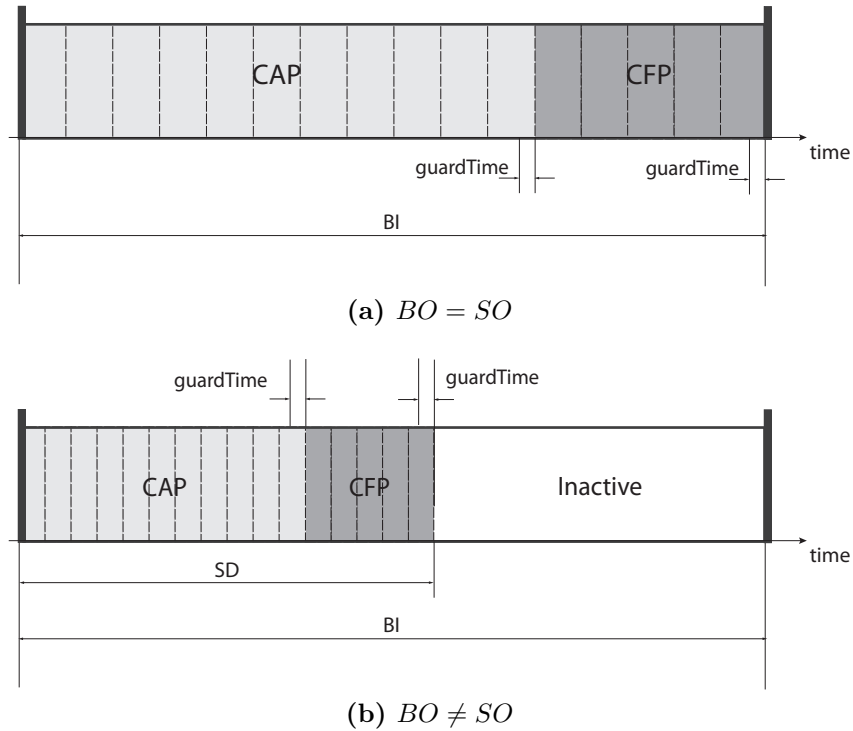 CAP
CFP
time
guardTime
guardTime
BI
(a) BO = SO
guardTime
guardTime
CAP
CFP
Inactive
time
SD
BI
(b) BO ≠ SO